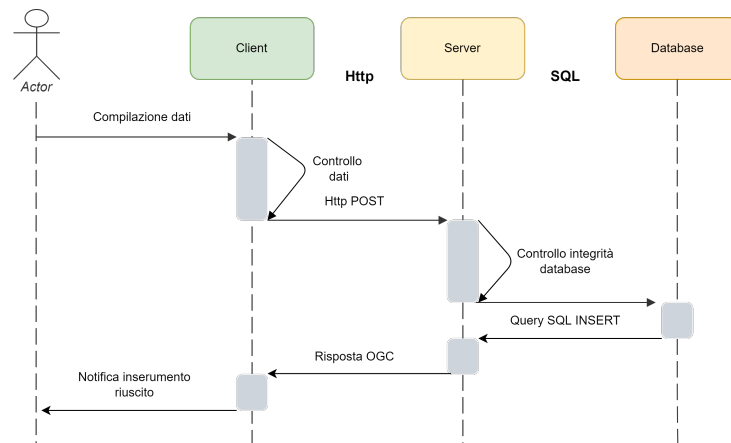 Client
Server
Database
Http
SQL
Actor
Compilazione dati
Controllo
dati
Http POST
Controllo integrità
database
Query SQL INSERT
Risposta OGC
Notifica inserumento
riuscito